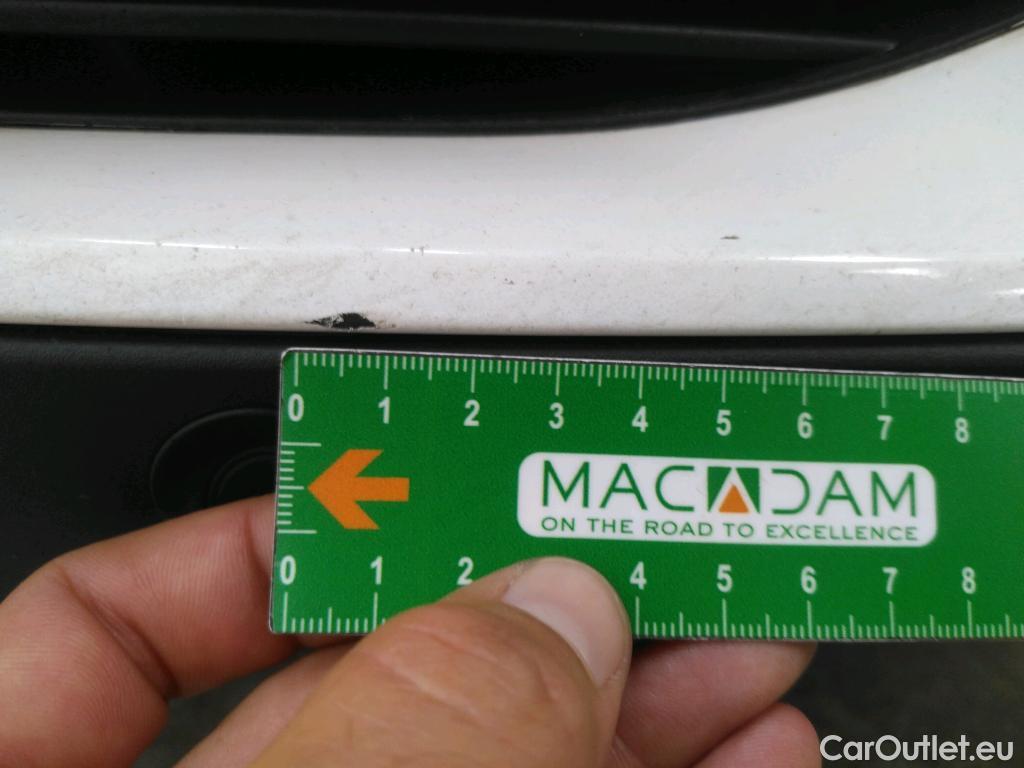 0 1 2 3 4 5 6 7 8
MACADAM
ON THE ROAD TO EXCELLENCE
0 1 2 4 5 6 7 8
CarOutlet.eu